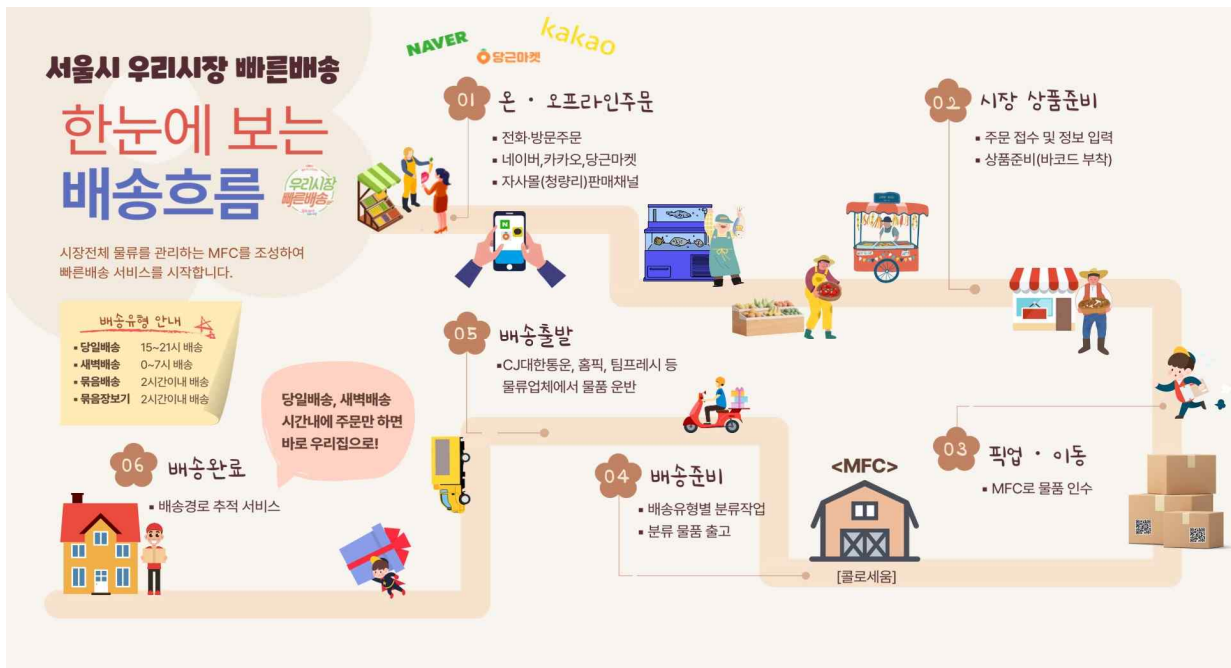 서울시 우리시장 빠른배송
한눈에 보는
배송흐름
우리시장
빠른배송
시장전체 물류를 관리하는 MFC를 조성하여
빠른배송 서비스를 시작합니다.
배송유형 안내
▪ 당일배송 15~21시 배송
▪ 새벽배송 0~7시 배송
▪ 묶음배송 2시간이내 배송
▪ 묶음장보기 2시간이내 배송
NAVER
당근마켓
kakao
01 온 · 오프라인주문
▪ 전화·방문주문
▪ 네이버,카카오,당근마켓
▪ 자사몰(청량리)판매채널
N
02 시장 상품준비
▪ 주문 접수 및 정보 입력
▪ 상품준비(바코드 부착)
03 픽업 · 이동
▪ MFC로 물품 인수
04 배송준비
▪ 배송유형별 분류작업
▪ 분류 물품 출고
<MFC>
[콜로세움]
05 배송출발
▪CJ대한통운, 홈픽, 팀프레시 등
물류업체에서 물품 운반
당일배송, 새벽배송
시간내에 주문만 하면
바로 우리집으로!
06 배송완료
▪ 배송경로 추적 서비스